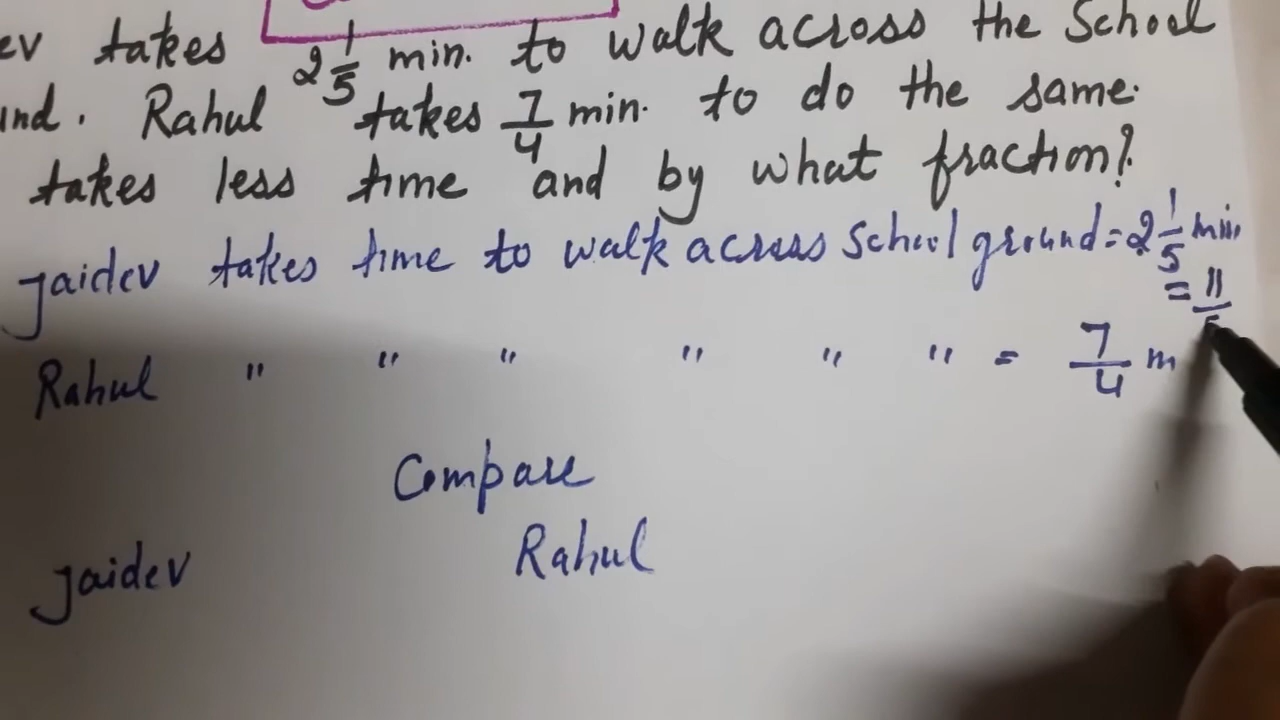 ev takes 2 1/5 min. to walk across the School
und. Rahul takes 7/4 min. to do the same.
takes less time and by what fraction?
Jaidev takes time to walk across School ground = 2 1/5 min
= 11/5
Rahul " " " " " " = 7/4 m
Compare
Jaidev Rahul